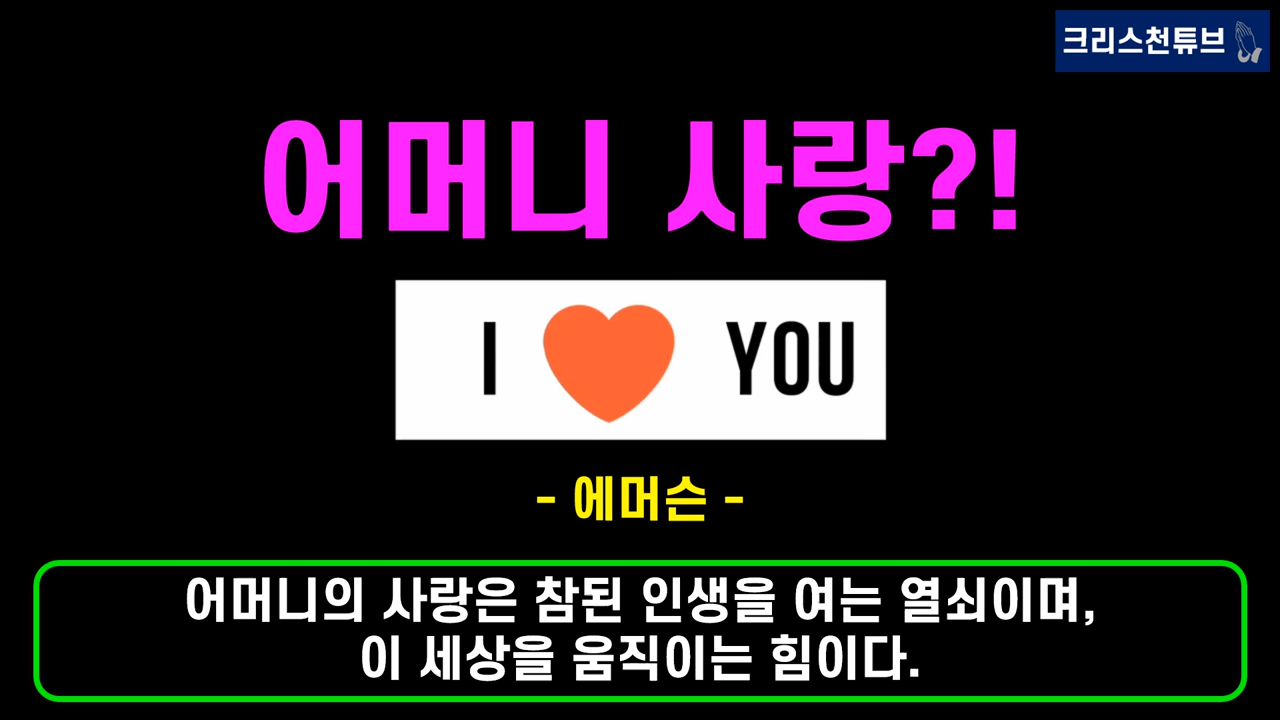 크리스천튜브
어머니 사랑?!
I YOU
- 에머슨 -
어머니의 사랑은 참된 인생을 여는 열쇠이며,
이 세상을 움직이는 힘이다.